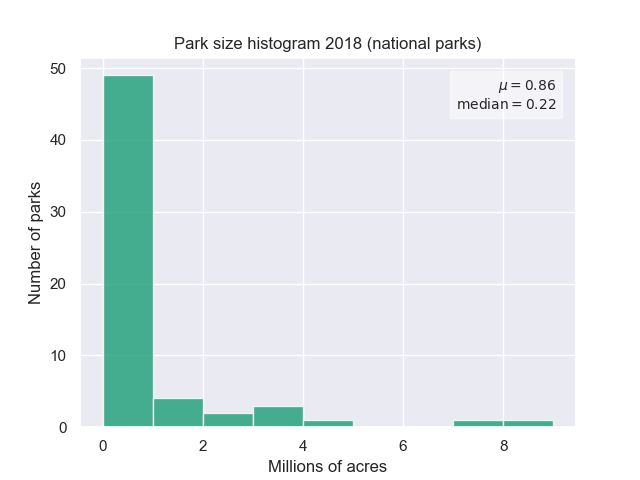 Park size histogram 2018 (national parks)
50
40
30
20
10
0
Number of parks
μ = 0.86
median = 0.22
0 2 4 6 8
Millions of acres